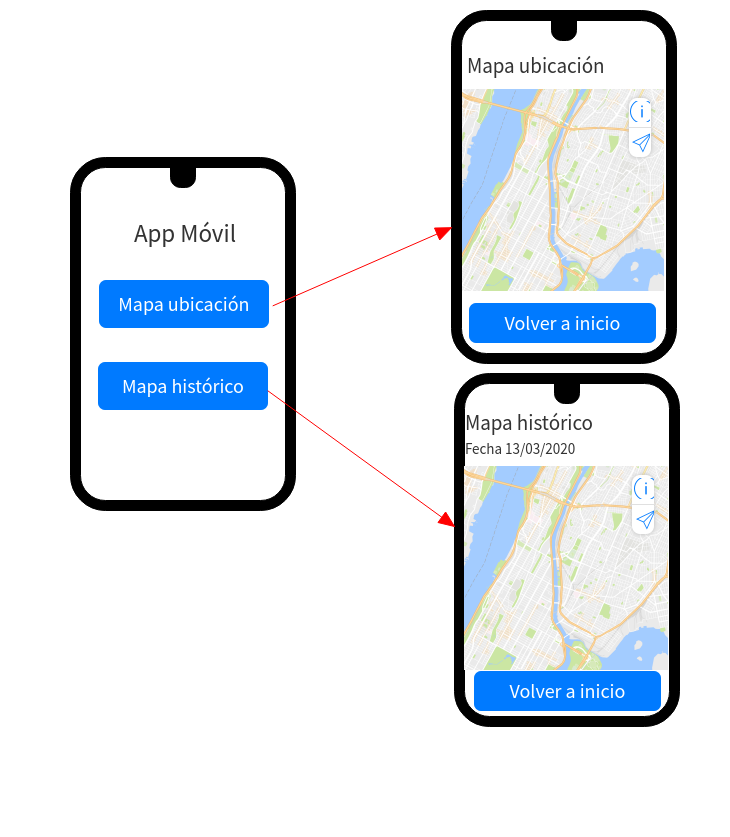 App Móvil
Mapa ubicación
Mapa histórico
Mapa ubicación
i
Volver a inicio
Mapa histórico
Fecha 13/03/2020
i
Volver a inicio